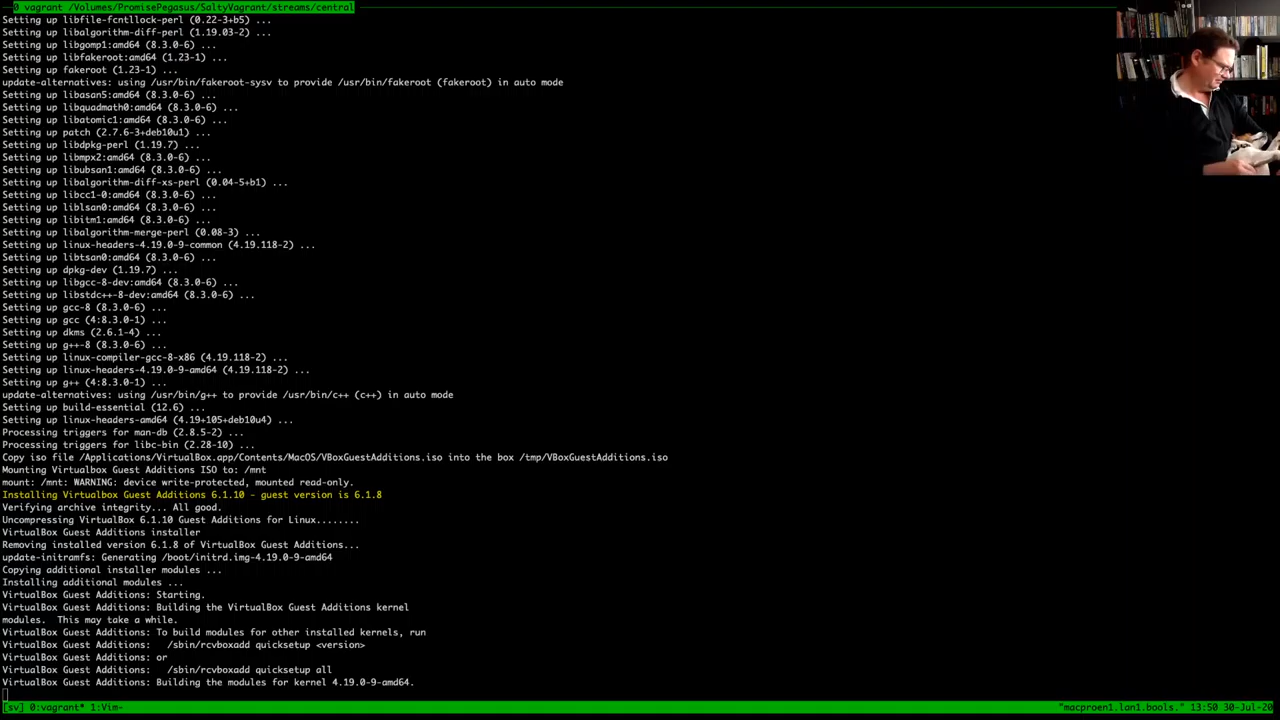 0 vagrant /Volumes/PromisePegasus/SaltyVagrant/streams/central
Setting up libfile-fcntllock-perl (0.22-3+b5) ...
Setting up libalgorithm-diff-perl (1.19.03-2) ...
Setting up libgomp1:amd64 (8.3.0-6) ...
Setting up libfakeroot:amd64 (1.23-1) ...
Setting up fakeroot (1.23-1) ...
update-alternatives: using /usr/bin/fakeroot-sysv to provide /usr/bin/fakeroot (fakeroot) in auto mode
Setting up libasan5:amd64 (8.3.0-6) ...
Setting up libquadmath0:amd64 (8.3.0-6) ...
Setting up libatomic1:amd64 (8.3.0-6) ...
Setting up patch (2.7.6-3+deb10u1) ...
Setting up libdpkg-perl (1.19.7) ...
Setting up libmpx2:amd64 (8.3.0-6) ...
Setting up libubsan1:amd64 (8.3.0-6) ...
Setting up libalgorithm-diff-xs-perl (0.04-5+b1) ...
Setting up libcc1-0:amd64 (8.3.0-6) ...
Setting up liblsan0:amd64 (8.3.0-6) ...
Setting up libitm1:amd64 (8.3.0-6) ...
Setting up libalgorithm-merge-perl (0.08-3) ...
Setting up linux-headers-4.19.0-9-common (4.19.118-2) ...
Setting up libtsan0:amd64 (8.3.0-6) ...
Setting up dpkg-dev (1.19.7) ...
Setting up libgcc-8-dev:amd64 (8.3.0-6) ...
Setting up libstdc++-8-dev:amd64 (8.3.0-6) ...
Setting up gcc-8 (8.3.0-6) ...
Setting up gcc (4:8.3.0-1) ...
Setting up dkms (2.6.1-4) ...
Setting up g++-8 (8.3.0-6) ...
Setting up linux-compiler-gcc-8-x86 (4.19.118-2) ...
Setting up linux-headers-4.19.0-9-amd64 (4.19.118-2) ...
Setting up g++ (4:8.3.0-1) ...
update-alternatives: using /usr/bin/g++ to provide /usr/bin/c++ (c++) in auto mode
Setting up build-essential (12.6) ...
Setting up linux-headers-amd64 (4.19+105+deb10u4) ...
Processing triggers for man-db (2.8.5-2) ...
Processing triggers for libc-bin (2.28-10) ...
Copy iso file /Applications/VirtualBox.app/Contents/MacOS/VBoxGuestAdditions.iso into the box /tmp/VBoxGuestAdditions.iso
Mounting Virtualbox Guest Additions ISO to: /mnt
mount: /mnt: WARNING: device write-protected, mounted read-only.
Installing Virtualbox Guest Additions 6.1.10 - guest version is 6.1.8
Verifying archive integrity... All good.
Uncompressing VirtualBox 6.1.10 Guest Additions for Linux........
VirtualBox Guest Additions installer
Removing installed version 6.1.8 of VirtualBox Guest Additions...
update-initramfs: Generating /boot/initrd.img-4.19.0-9-amd64
Copying additional installer modules ...
Installing additional modules ...
VirtualBox Guest Additions: Starting.
VirtualBox Guest Additions: Building the VirtualBox Guest Additions kernel
modules.  This may take a while.
VirtualBox Guest Additions: To build modules for other installed kernels, run
VirtualBox Guest Additions:   /sbin/rcvboxadd quicksetup <version>
VirtualBox Guest Additions: or
VirtualBox Guest Additions:   /sbin/rcvboxadd quicksetup all
VirtualBox Guest Additions: Building the modules for kernel 4.19.0-9-amd64.
[sv] 0:vagrant* 1:Vim- "macproen1.lan1.bools." 13:50 30-Jul-20